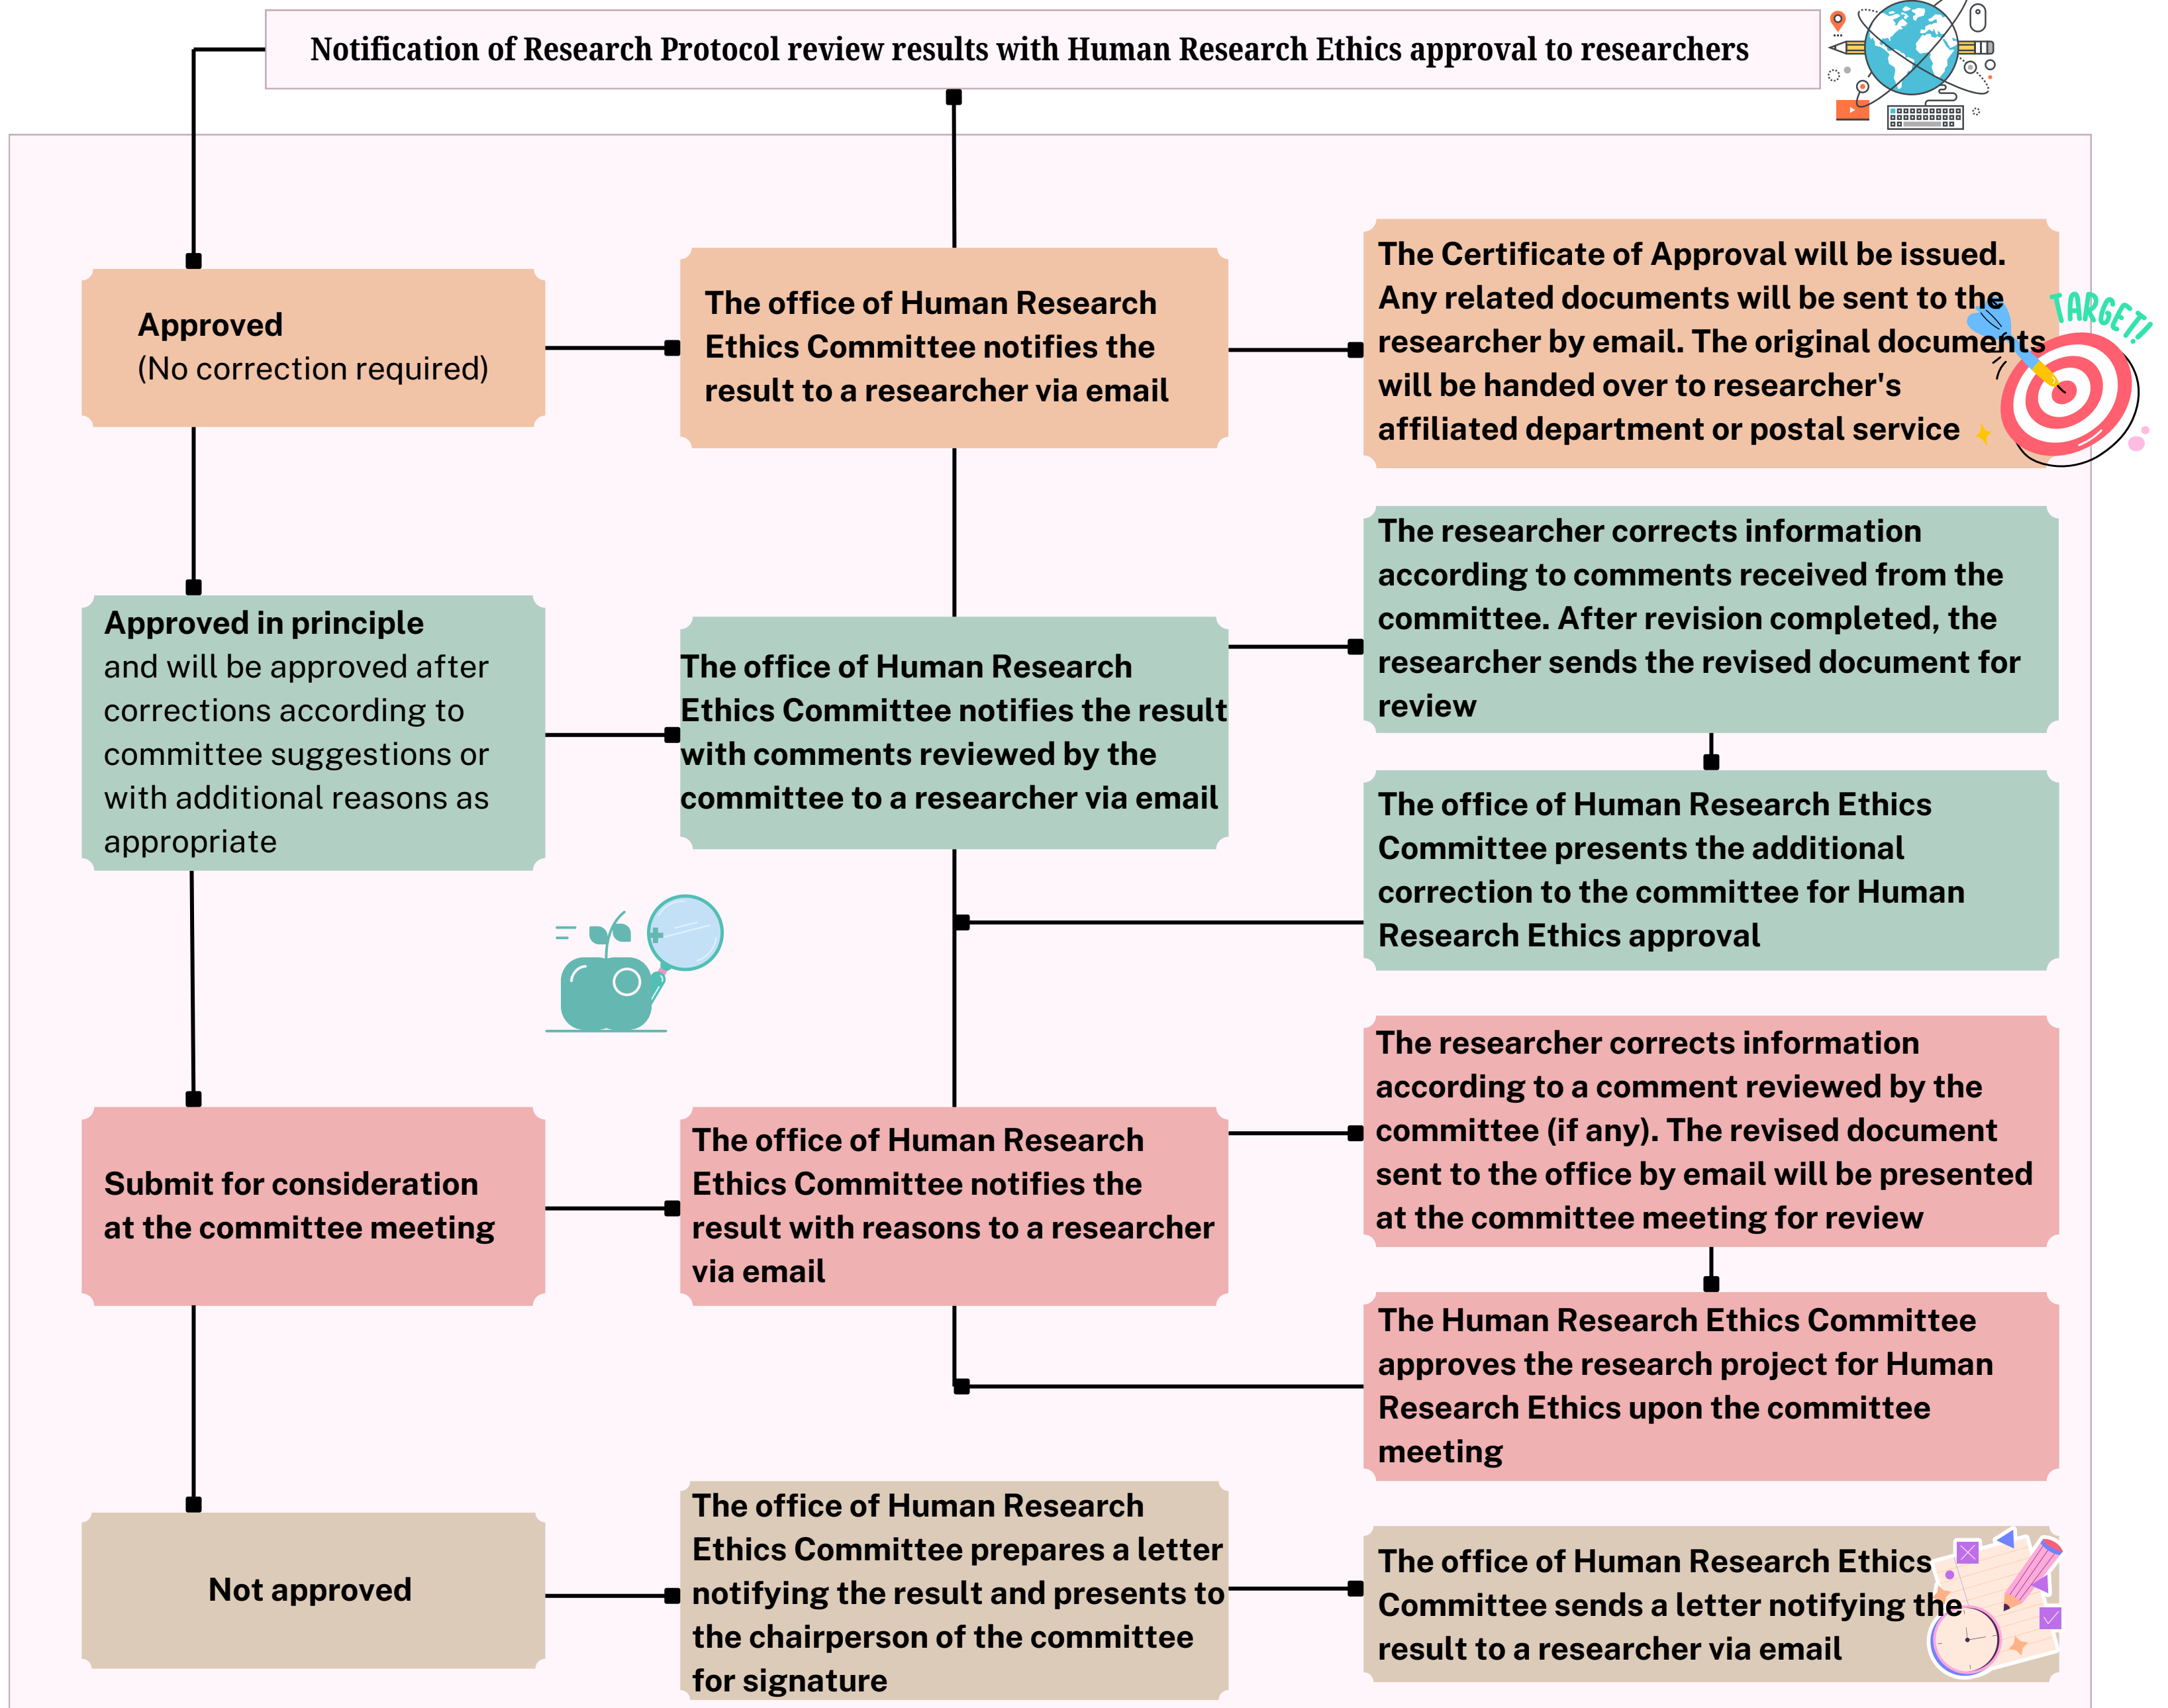 Notification of Research Protocol review results with Human Research Ethics approval to researchers
Approved
(No correction required)
The office of Human Research
Ethics Committee notifies the
result to a researcher via email
The Certificate of Approval will be issued.
Any related documents will be sent to the
researcher by email. The original documents
will be handed over to researcher's
affiliated department or postal service
TARGET!
Approved in principle
and will be approved after
corrections according to
committee suggestions or
with additional reasons as
appropriate
The office of Human Research
Ethics Committee notifies the result
with comments reviewed by the
committee to a researcher via email
The researcher corrects information
according to comments received from the
committee. After revision completed, the
researcher sends the revised document for
review
The office of Human Research Ethics
Committee presents the additional
correction to the committee for Human
Research Ethics approval
Submit for consideration
at the committee meeting
The office of Human Research
Ethics Committee notifies the
result with reasons to a researcher
via email
The researcher corrects information
according to a comment reviewed by the
committee (if any). The revised document
sent to the office by email will be presented
at the committee meeting for review
The Human Research Ethics Committee
approves the research project for Human
Research Ethics upon the committee
meeting
Not approved
The office of Human Research
Ethics Committee prepares a letter
notifying the result and presents to
the chairperson of the committee
for signature
The office of Human Research Ethics
Committee sends a letter notifying the
result to a researcher via email